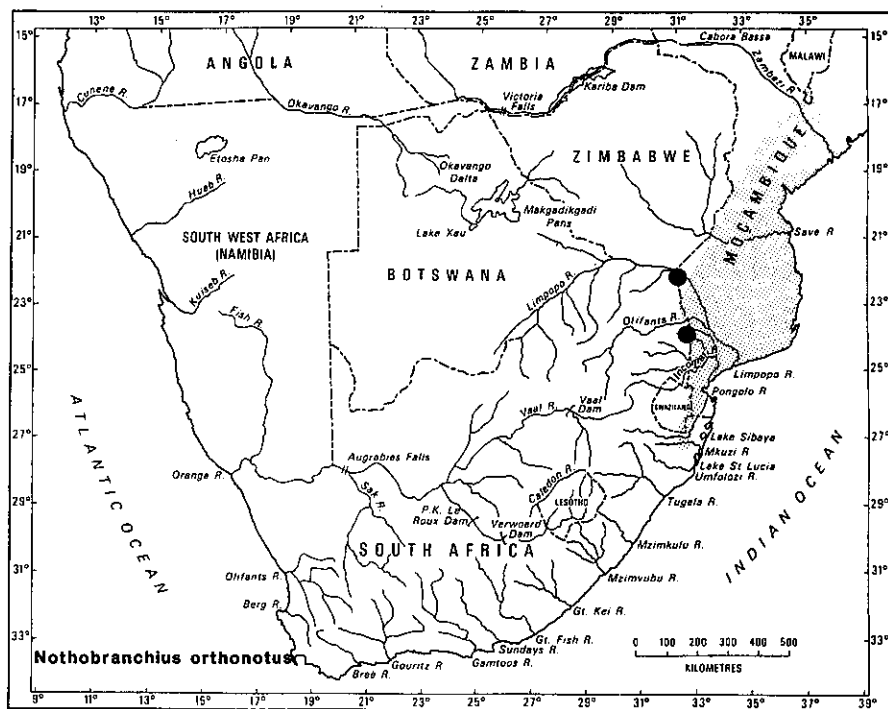 11° 13° 15° 17° 19° 21° 23° 25° 27° 29° 31° 35° 35°
15° 15°
Cabora Bassa
MALAWI
ANGOLA
ZAMBIA
Zambezi R.
Kariba Dam
Victoria
Falls
Cunene R.
Okavango R.
17° 17°
Etosha Pan
ZIMBABWE
MOCAMBIQUE
19° 19°
Okavango
Delta
Hueb R.
Makgadikgadi
Pans
Lake Xau
Save R
21° 21°
SOUTH WEST AFRICA
(NAMIBIA)
BOTSWANA
Kuiseb R.
Limpopo R.
23° 23°
Fish R.
Olifants R.
25° 25°
Incomati
Limpopo R.
Pongolo R
SWAZILAND
Vaal R.
Vaal
Dam
27° 27°
Lake Sibaya
Mkuzi R
Lake St Lucia
Umfolozi R.
Augrabies Falls
Orange R.
Sak R.
Caledon R.
LESOTHO
Tugela R.
29° 29°
P.K. Le
Roux Dam
Verwoerd
Dam
SOUTH AFRICA
Mzimkulu R.
Mzimvubu R.
31° 31°
Olifants R.
Berg R.
Gt. Kei R.
Gt. Fish R.
Sundays R.
Gamtoos R.
Gouritz R
Breë R.
33° 33°
ATLANTIC OCEAN
INDIAN OCEAN
0 100 200 300 400 500
KILOMETRES
Nothobranchius orthonotus
9° 11° 13° 15° 17° 19° 21° 23° 25° 27° 29° 31° 33° 35° 37° 39°